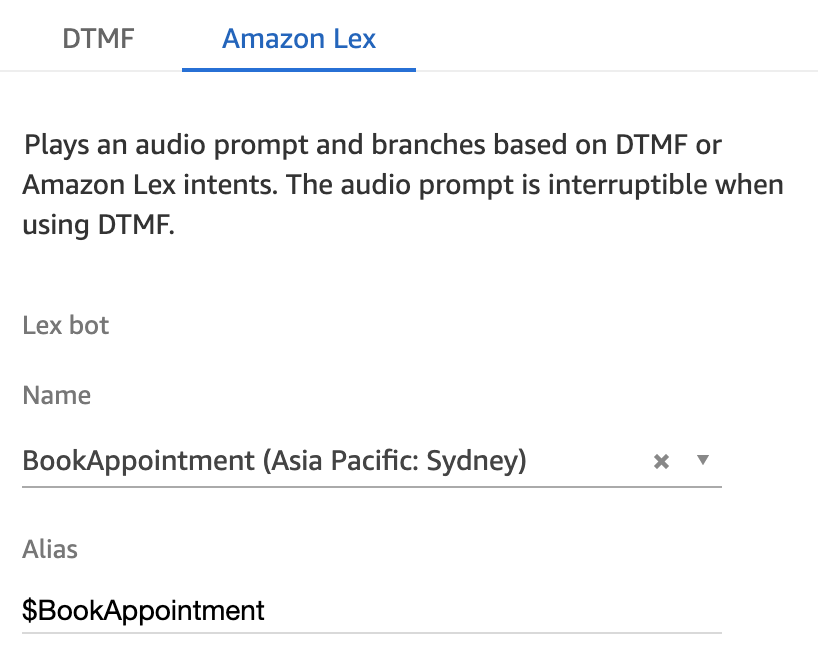 DTMF
Amazon Lex
Plays an audio prompt and branches based on DTMF or
Amazon Lex intents. The audio prompt is interruptible when
using DTMF.
Lex bot
Name
BookAppointment (Asia Pacific: Sydney)
Alias
$BookAppointment